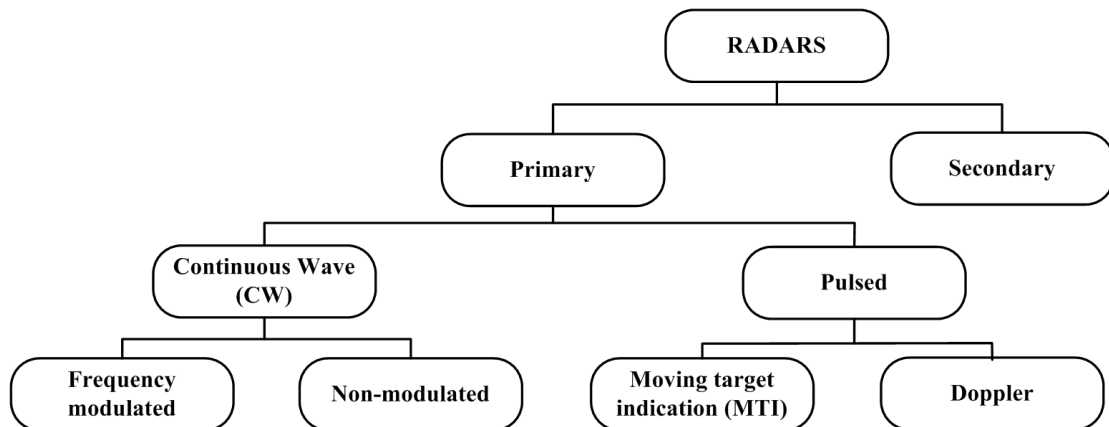 RADARS
Primary
Secondary
Continuous Wave
(CW)
Pulsed
Frequency
modulated
Non-modulated
Moving target
indication (MTI)
Doppler